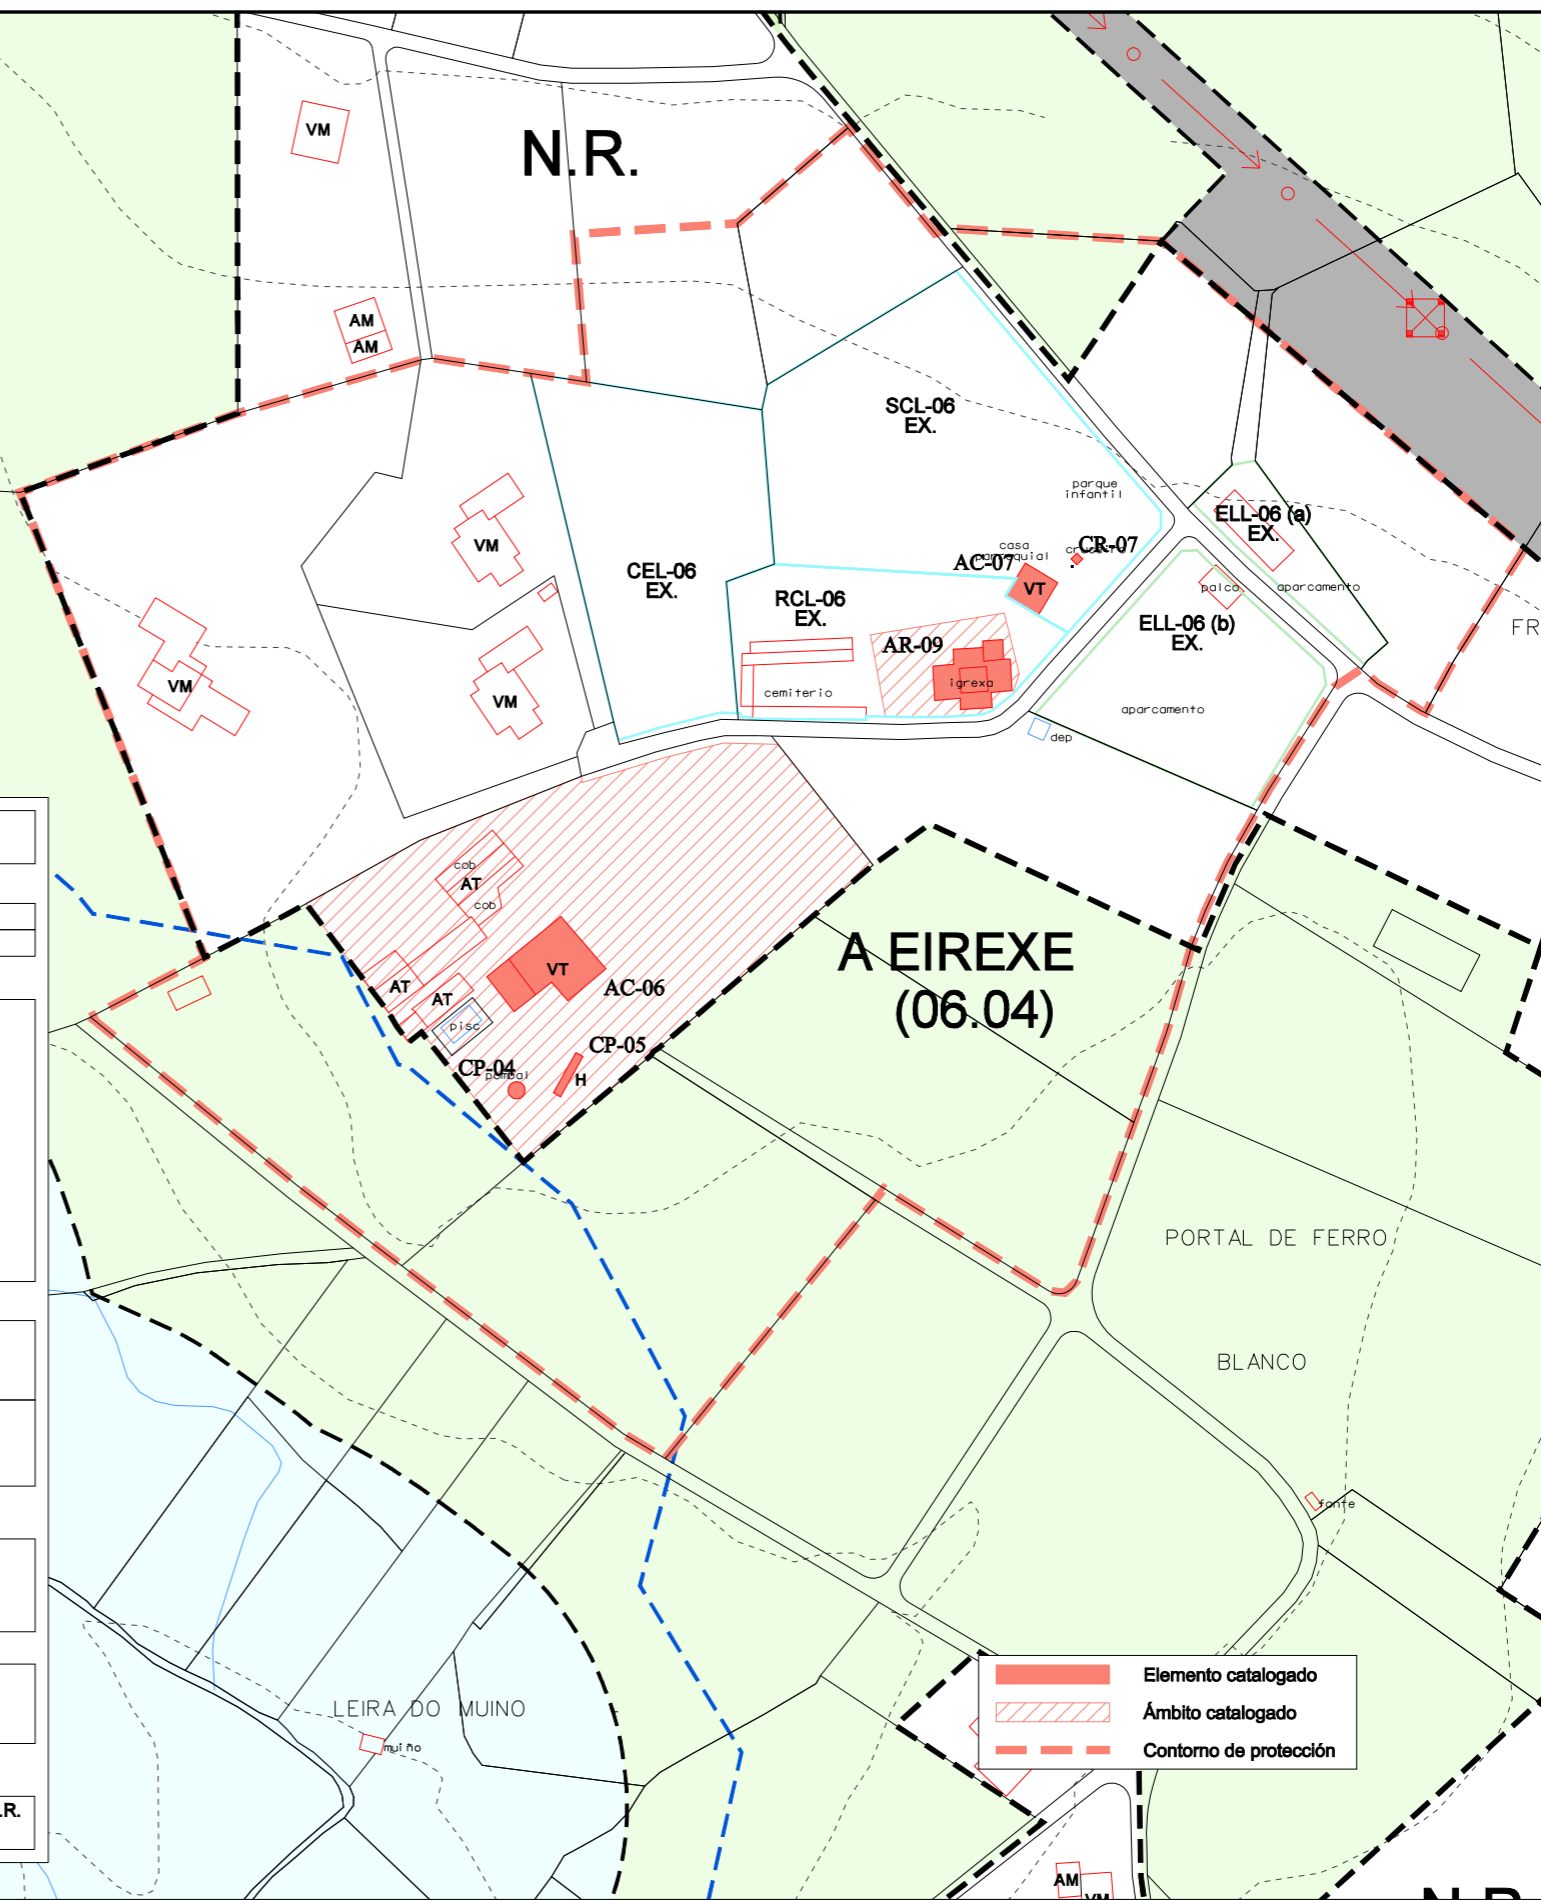 VM
N.R.
AM
AM
SCL-06
EX.
parque
infantil
ELL-06 (a)
EX.
VM
CEL-06
EX.
casa
parroquial
AC-07
CR-07
VT
RCL-06
EX.
palco
aparcamento
ELL-06 (b)
EX.
FR
AR-09
VM
VM
cemiterio
igrexa
aparcamento
dep
cob
AT
cob
A EIREXE
(06.04)
VT
AC-06
AT
AT
pisc
CP-05
CP-04
pombal
H
PORTAL DE FERRO
BLANCO
fonte
LEIRA DO MUINO
muiño
Elemento catalogado
Ámbito catalogado
Contorno de protección
.R.
AM
VM
N.R